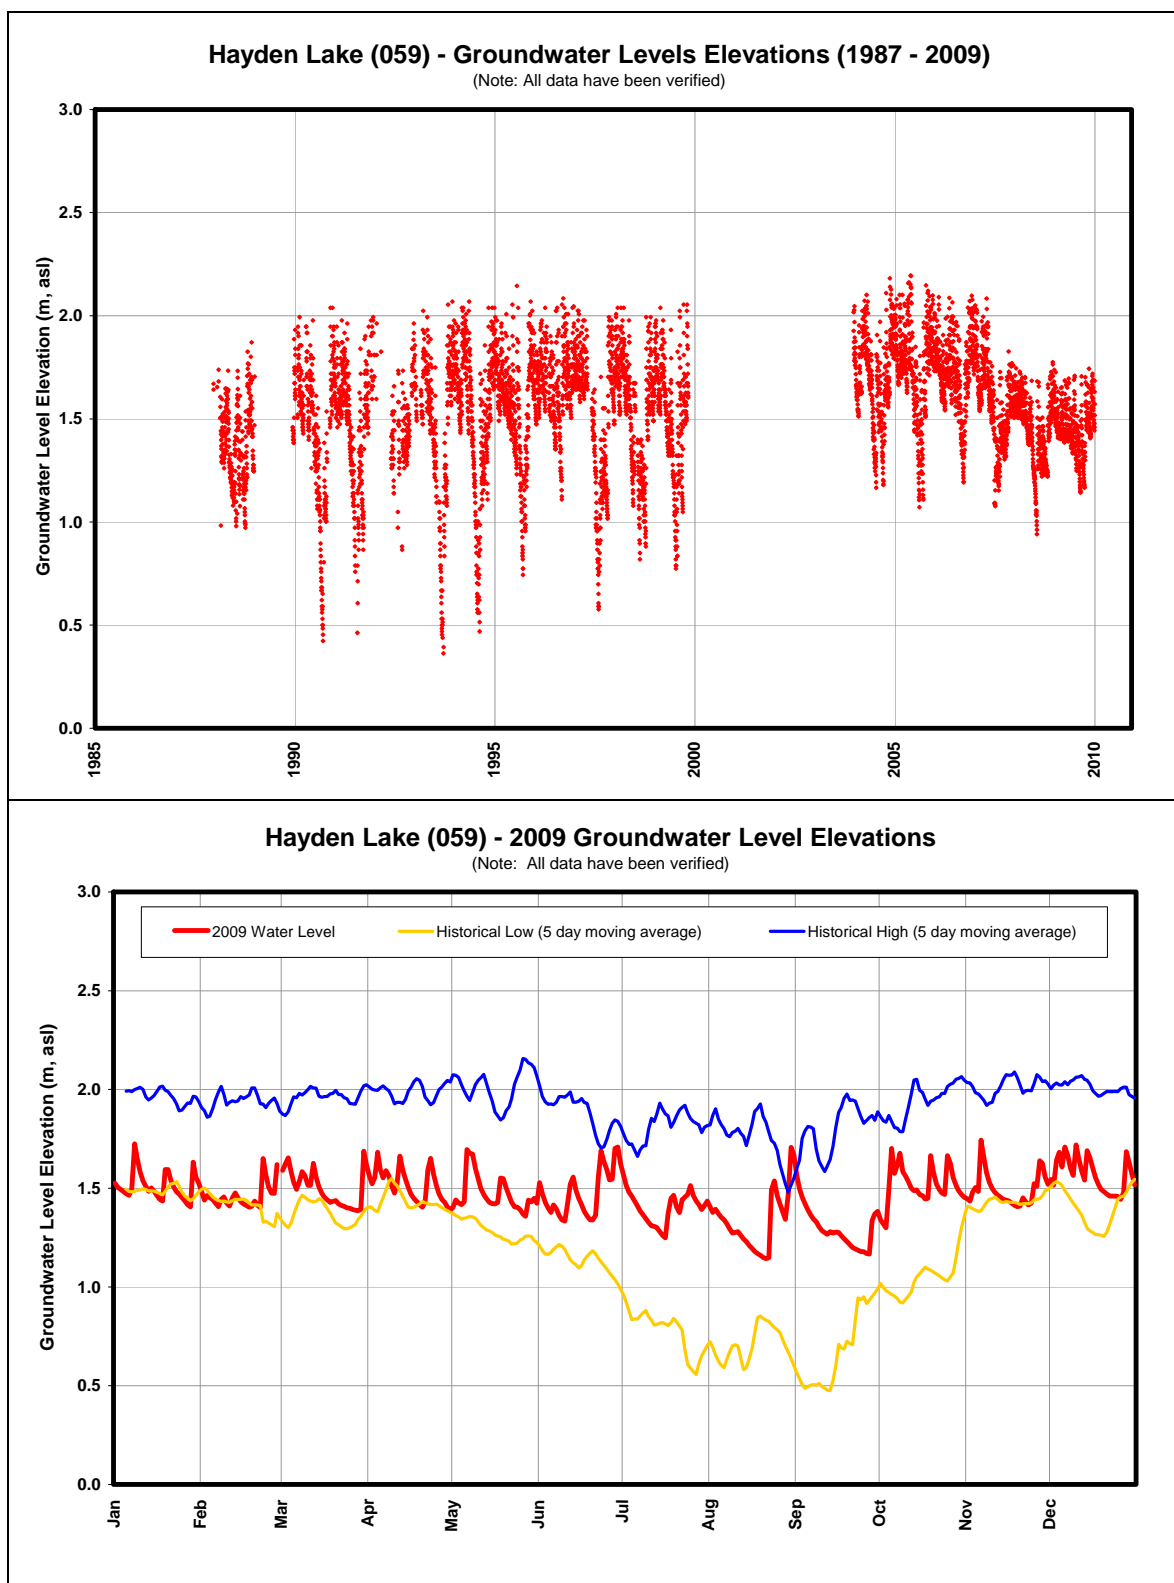 Hayden Lake (059) - Groundwater Levels Elevations (1987 - 2009)
(Note: All data have been verified)
Groundwater Level Elevation (m, asl)
3.0
2.5
2.0
1.5
1.0
0.5
0.0
1985
1990
1995
2000
2005
2010
Hayden Lake (059) - 2009 Groundwater Level Elevations
(Note:  All data have been verified)
Groundwater Level Elevation (m, asl)
3.0
2009 Water Level
Historical Low (5 day moving average)
Historical High (5 day moving average)
2.5
2.0
1.5
1.0
0.5
0.0
Jan
Feb
Mar
Apr
May
Jun
Jul
Aug
Sep
Oct
Nov
Dec